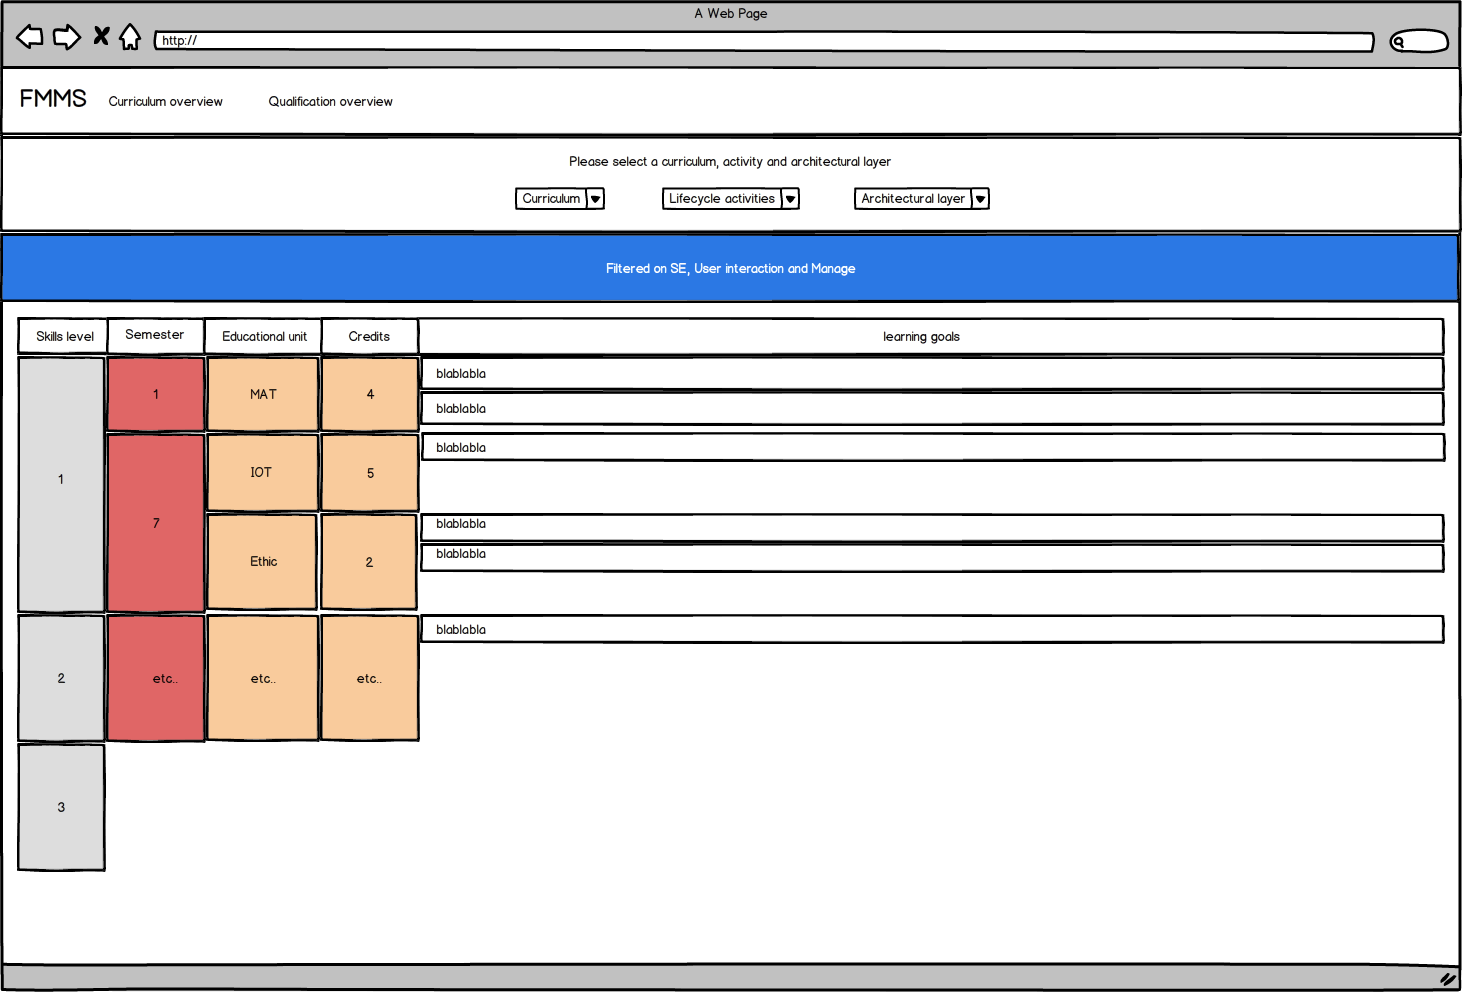 A Web Page
http://
FMMS Curriculum overview Qualification overview
Please select a curriculum, activity and architectural layer
Curriculum Lifecycle activities Architectural layer
Filtered on SE, User interaction and Manage
Skills level Semester Educational unit Credits learning goals
1 1 MAT 4 blablabla
blablabla
7 IOT 5 blablabla
Ethic 2 blablabla
blablabla
2 etc.. etc.. etc.. blablabla
3